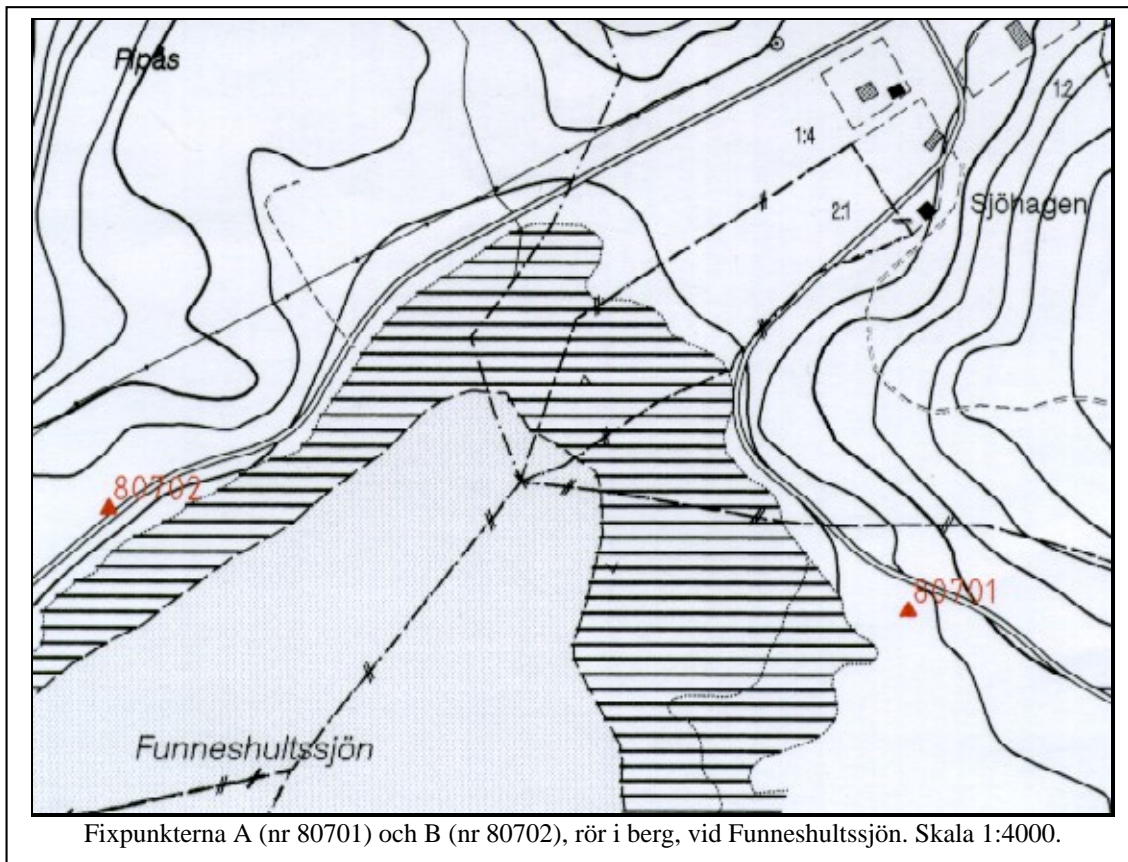 Ripås
1:2
1:4
2:1
Sjöhagen
80702
80701
Funneshultssjön
Fixpunkterna A (nr 80701) och B (nr 80702), rör i berg, vid Funneshultssjön. Skala 1:4000.